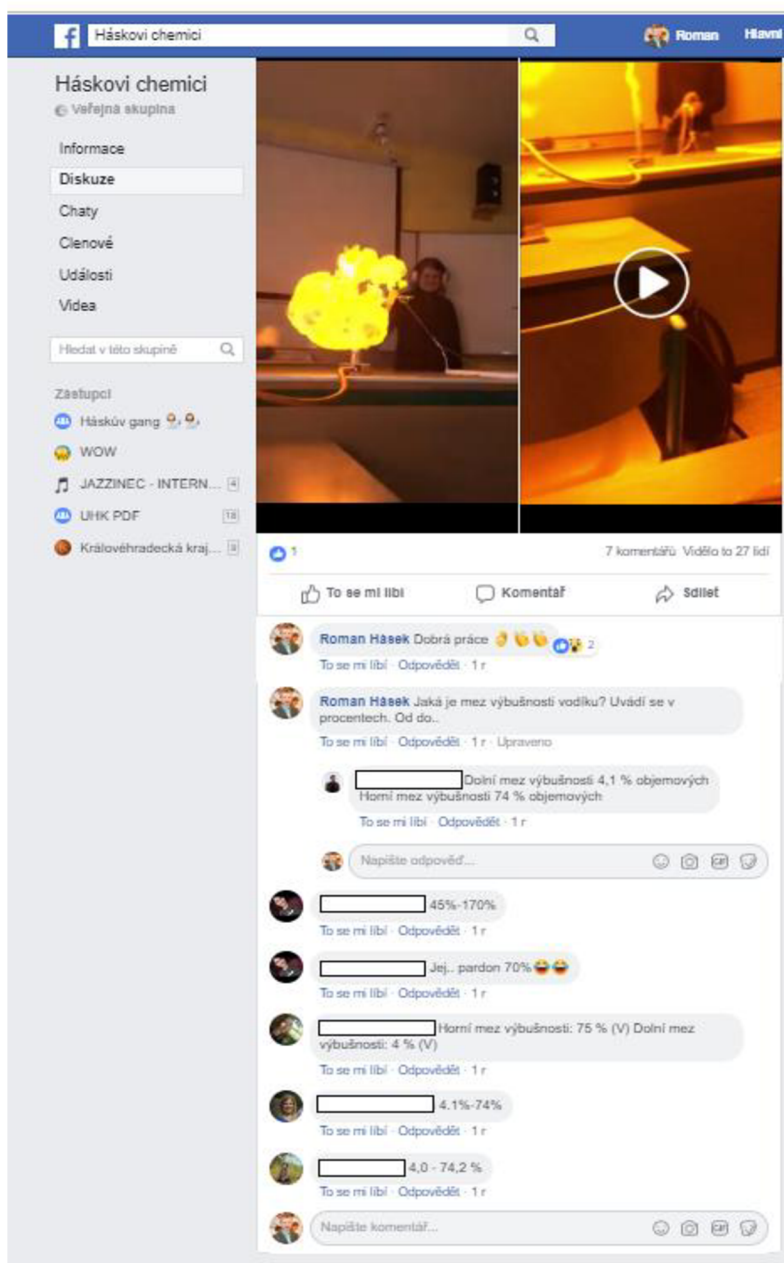 Háskovi chemici
Roman
Hlavní
Háskovi chemici
Veřejná skupina
Informace
Diskuze
Chaty
Clenové
Události
Videa
Hledat v této skupině
Zástupci
Háskův gang
WOW
JAZZINEC - INTERN... 4
UHK PDF 18
Královéhradecká kraj...
1
7 komentářů Vidělo to 27 lidí
To se mi líbí Komentář Sdílet
Roman Hásek Dobrá práce 2
To se mi líbí · Odpovědět · 1 r
Roman Hásek Jaká je mez výbušnosti vodíku? Uvádí se v
procentech. Od do..
To se mi líbí · Odpovědět · 1 r · Upraveno
Dolní mez výbušnosti 4,1 % objemových
Horní mez výbušnosti 74 % objemových
To se mi líbí · Odpovědět · 1 r
Napište odpověď...
GIF
45%-170%
To se mi líbí · Odpovědět · 1 r
Jej.. pardon 70%
To se mi líbí · Odpovědět · 1 r
Horní mez výbušnosti: 75 % (V) Dolní mez
výbušnosti: 4 % (V)
To se mi líbí · Odpovědět · 1 r
4.1%-74%
To se mi líbí · Odpovědět · 1 r
4,0 - 74,2 %
To se mi líbí · Odpovědět · 1 r
Napište komentář...
GIF